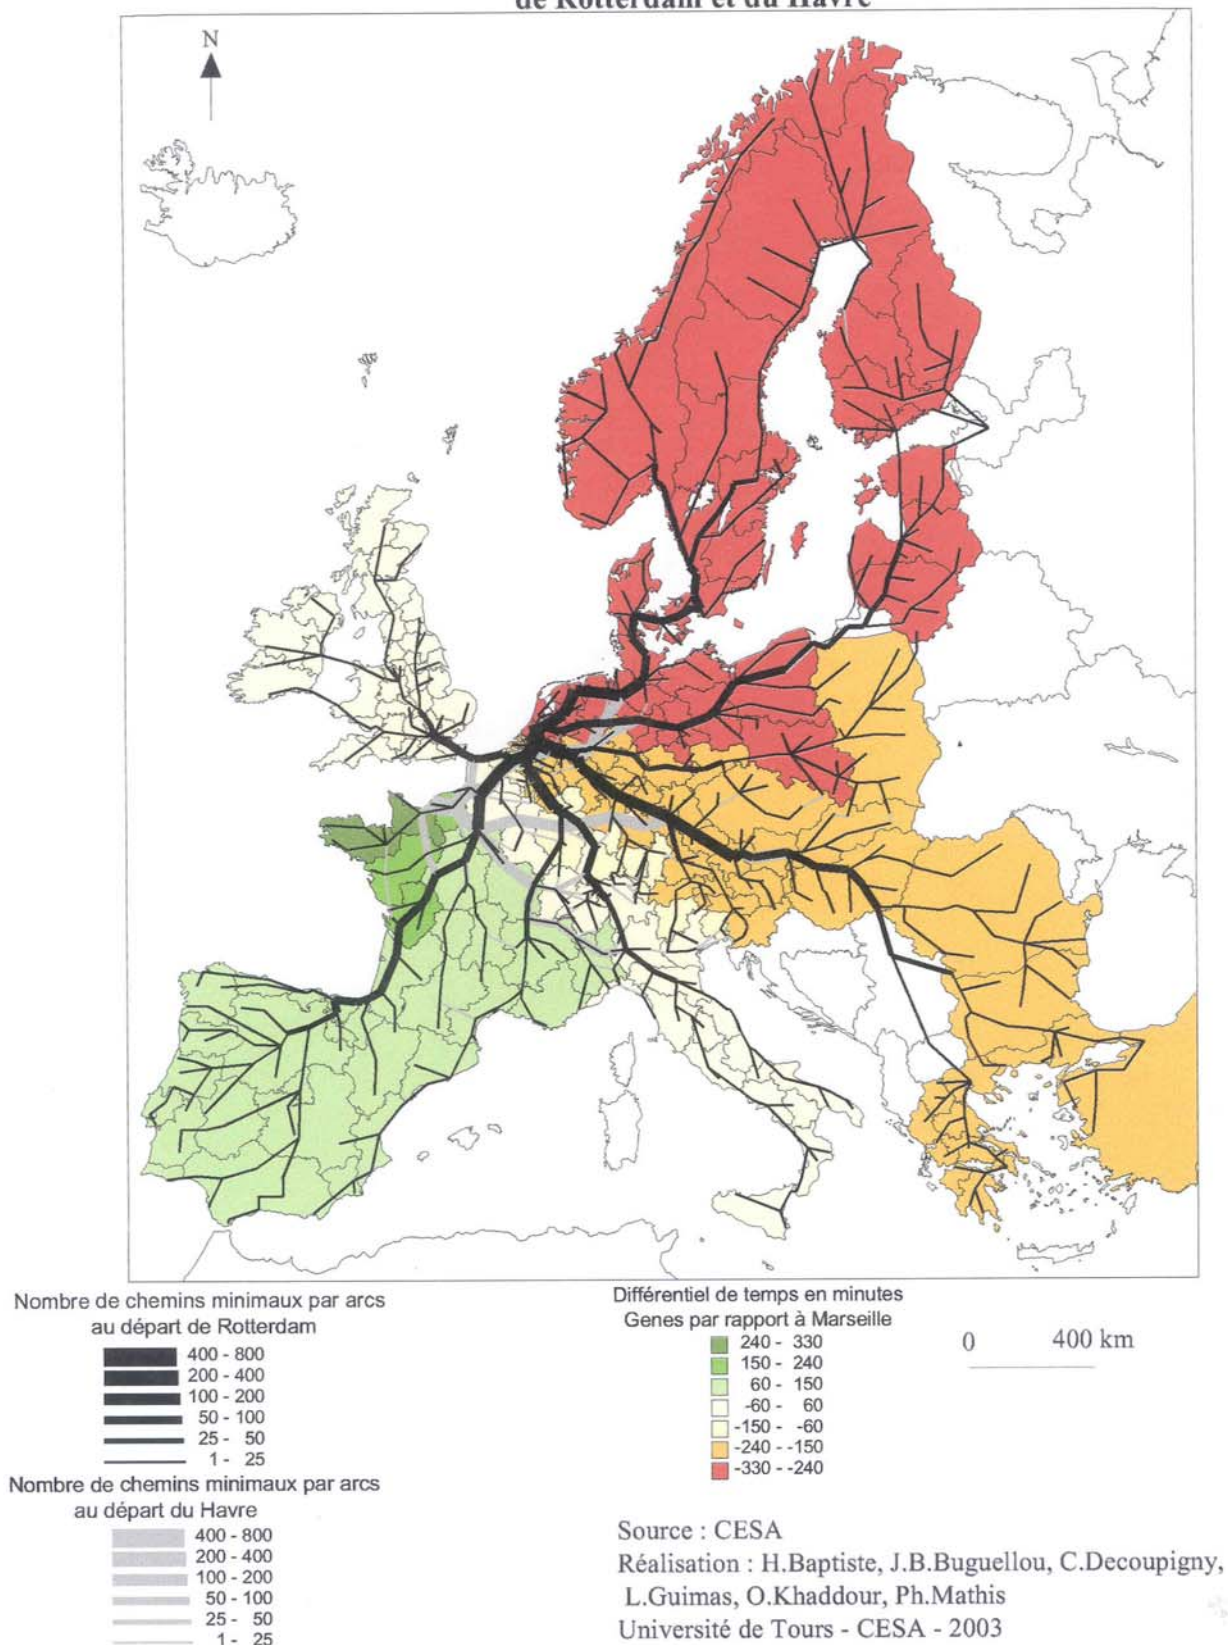 de Rotterdam et du Havre
N
Nombre de chemins minimaux par arcs
au départ de Rotterdam
400 - 800
200 - 400
100 - 200
50 - 100
25 - 50
1 - 25
Nombre de chemins minimaux par arcs
au départ du Havre
400 - 800
200 - 400
100 - 200
50 - 100
25 - 50
1 - 25
Différentiel de temps en minutes
Genes par rapport à Marseille
240 - 330
150 - 240
60 - 150
-60 - 60
-150 - -60
-240 - -150
-330 - -240
0 400 km
Source : CESA
Réalisation : H.Baptiste, J.B.Buguellou, C.Decoupigny,
L.Guimas, O.Khaddour, Ph.Mathis
Université de Tours - CESA - 2003